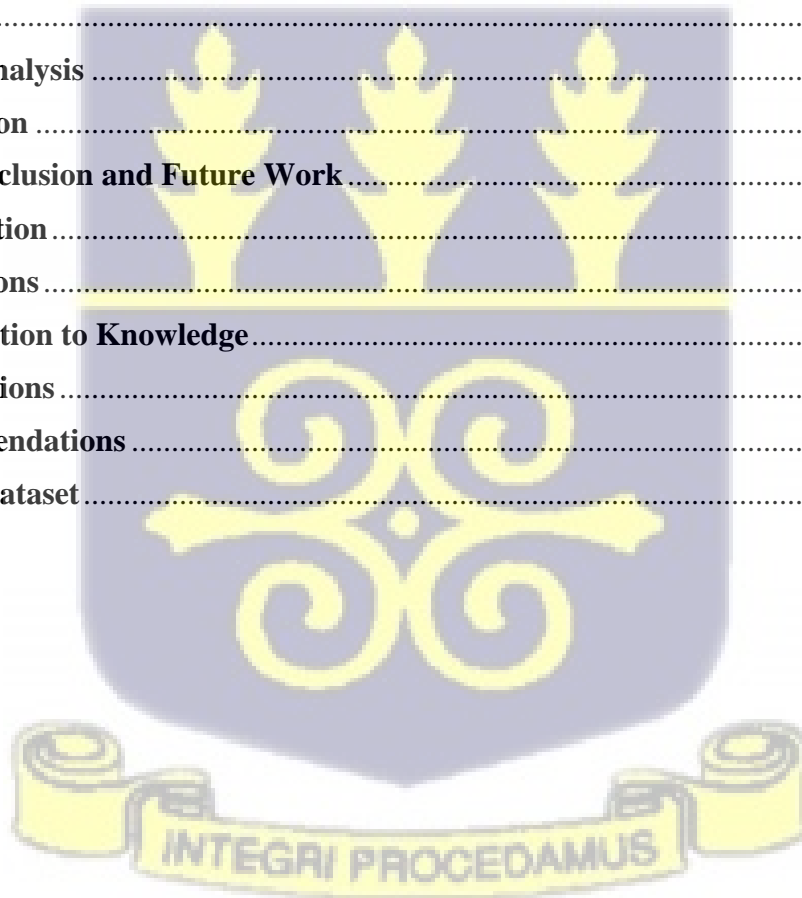 ................................................................................
nalysis ................................................................................
on ................................................................................
clusion and Future Work ................................................................................
tion ................................................................................
ons ................................................................................
tion to Knowledge ................................................................................
ions ................................................................................
endations ................................................................................
ataset ................................................................................
INTEGRI PROCEDAMUS